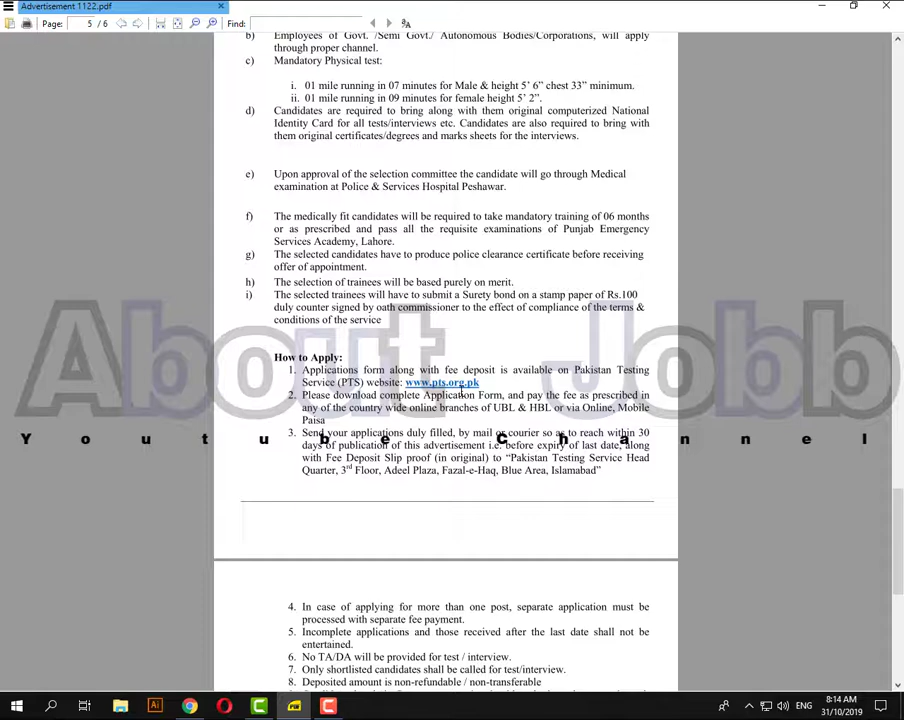 Advertisement 1122.pdf
Page: 5 / 6 Find:
b) Employees of Govt. /Semi Govt./ Autonomous Bodies/Corporations, will apply
through proper channel.
c) Mandatory Physical test:
i. 01 mile running in 07 minutes for Male & height 5’ 6” chest 33” minimum.
ii. 01 mile running in 09 minutes for female height 5’ 2”.
d) Candidates are required to bring along with them original computerized National
Identity Card for all tests/interviews etc. Candidates are also required to bring with
them original certificates/degrees and marks sheets for the interviews.
e) Upon approval of the selection committee the candidate will go through Medical
examination at Police & Services Hospital Peshawar.
f) The medically fit candidates will be required to take mandatory training of 06 months
or as prescribed and pass all the requisite examinations of Punjab Emergency
Services Academy, Lahore.
g) The selected candidates have to produce police clearance certificate before receiving
offer of appointment.
h) The selection of trainees will be based purely on merit.
i) The selected trainees will have to submit a Surety bond on a stamp paper of Rs.100
duly counter signed by oath commissioner to the effect of compliance of the terms &
conditions of the service
About Jobb
How to Apply:
1. Applications form along with fee deposit is available on Pakistan Testing
Service (PTS) website: www.pts.org.pk
2. Please download complete Application Form, and pay the fee as prescribed in
any of the country wide online branches of UBL & HBL or via Online, Mobile
Paisa
Youtube Channel
3. Send your applications duly filled, by mail or courier so as to reach within 30
days of publication of this advertisement i.e. before expiry of last date, along
with Fee Deposit Slip proof (in original) to “Pakistan Testing Service Head
Quarter, 3rd Floor, Adeel Plaza, Fazal-e-Haq, Blue Area, Islamabad”
4. In case of applying for more than one post, separate application must be
processed with separate fee payment.
5. Incomplete applications and those received after the last date shall not be
entertained.
6. No TA/DA will be provided for test / interview.
7. Only shortlisted candidates shall be called for test/interview.
8. Deposited amount is non-refundable / non-transferable
ENG
8:14 AM
31/10/2019